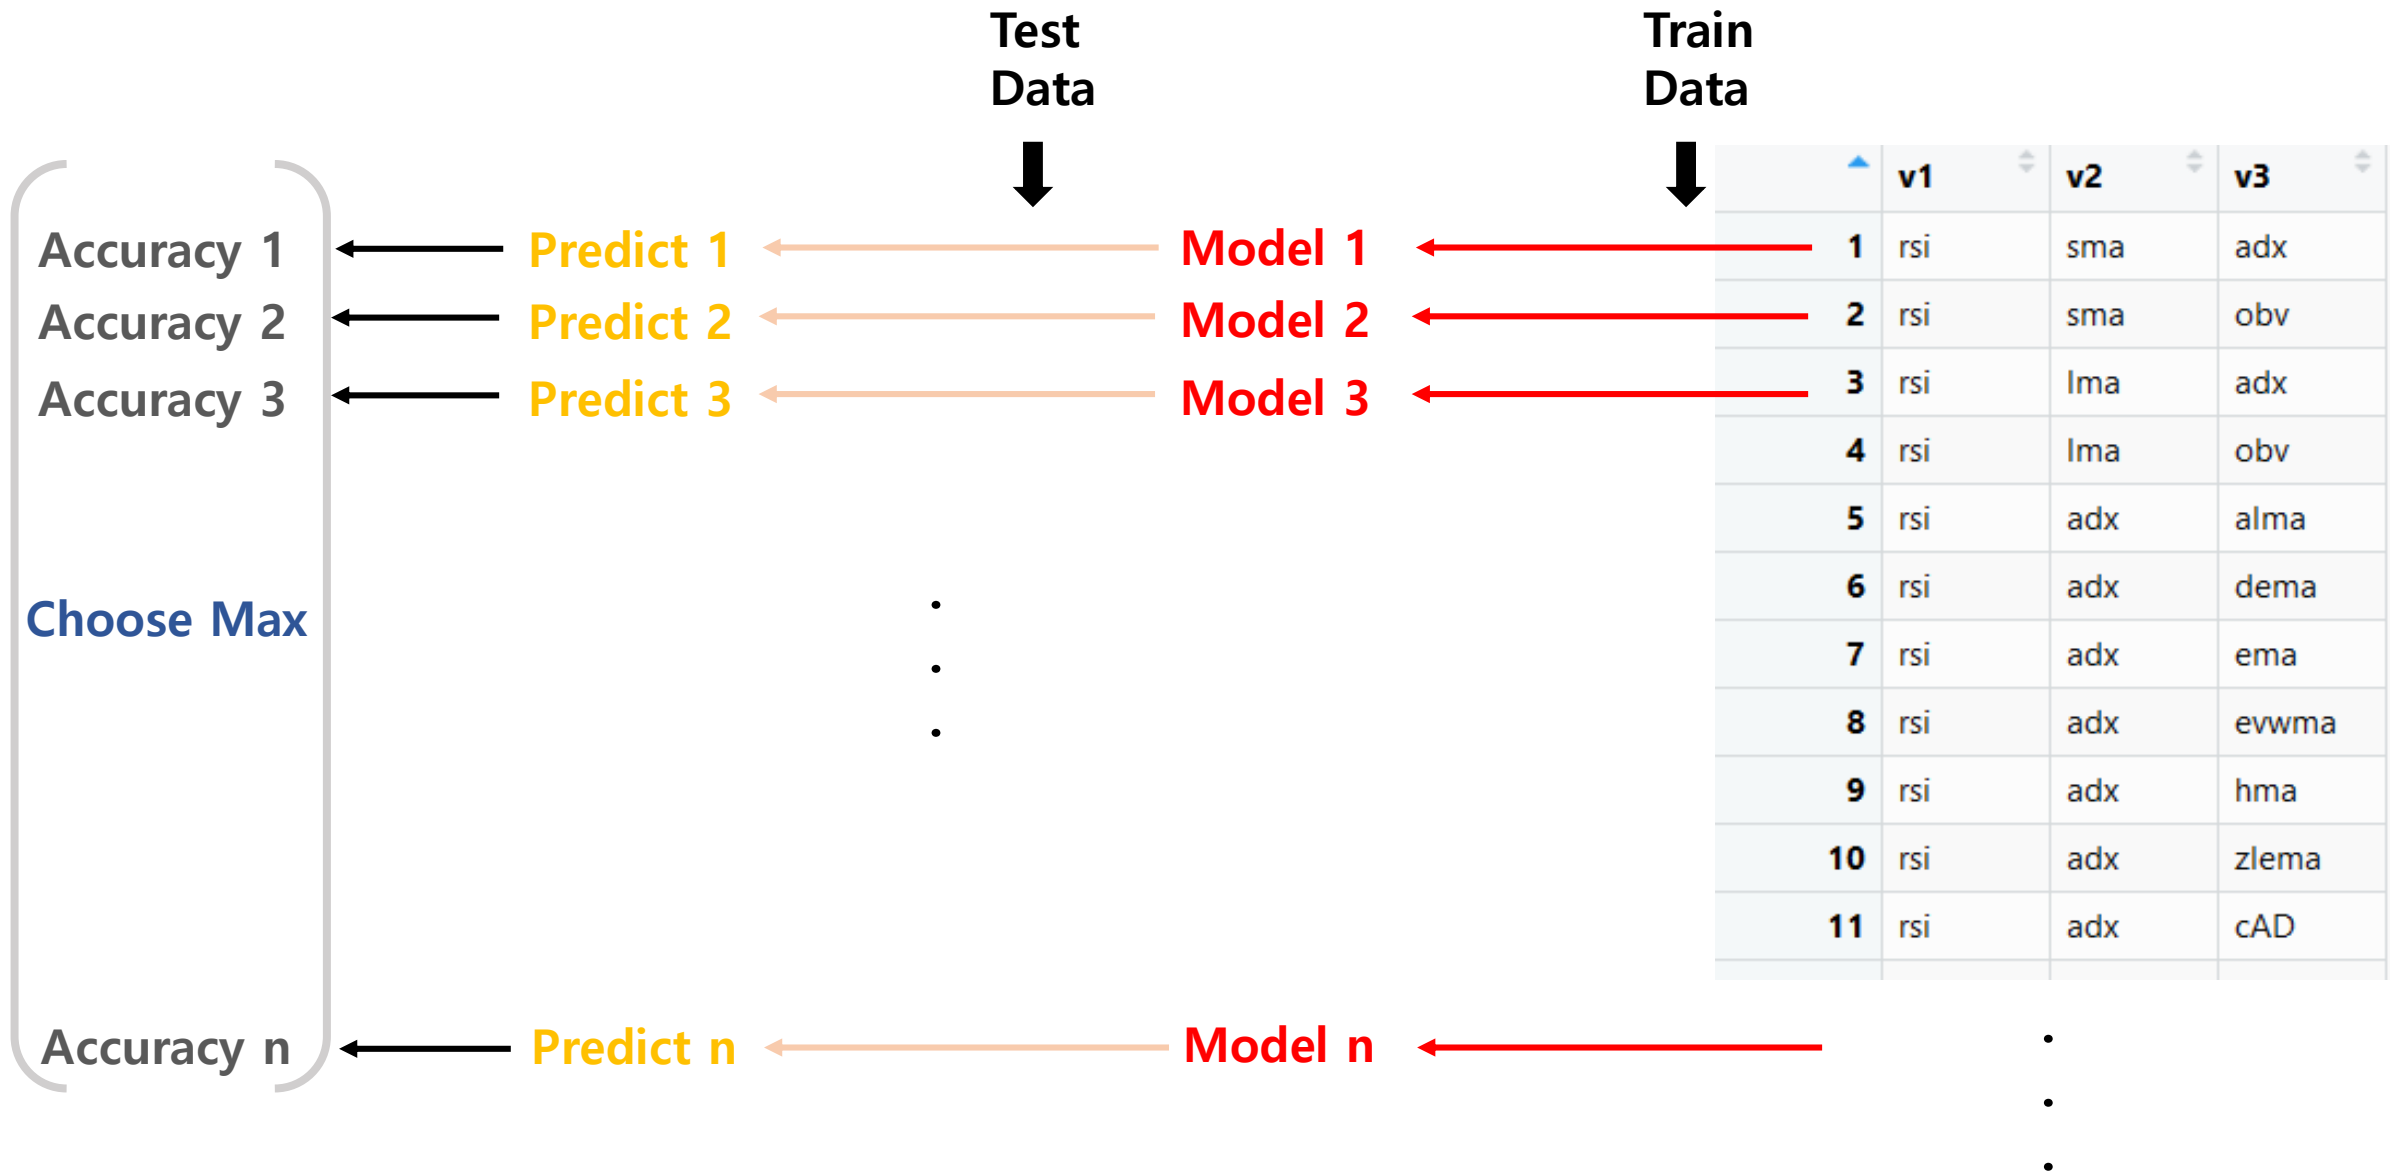 Test
Data
Train
Data
v1 v2 v3
Accuracy 1 Predict 1 Model 1 1 rsi sma adx
Accuracy 2 Predict 2 Model 2 2 rsi sma obv
Accuracy 3 Predict 3 Model 3 3 rsi lma adx
4 rsi lma obv
5 rsi adx alma
6 rsi adx dema
Choose Max
7 rsi adx ema
8 rsi adx evwma
9 rsi adx hma
10 rsi adx zlema
11 rsi adx cAD
Accuracy n Predict n Model n